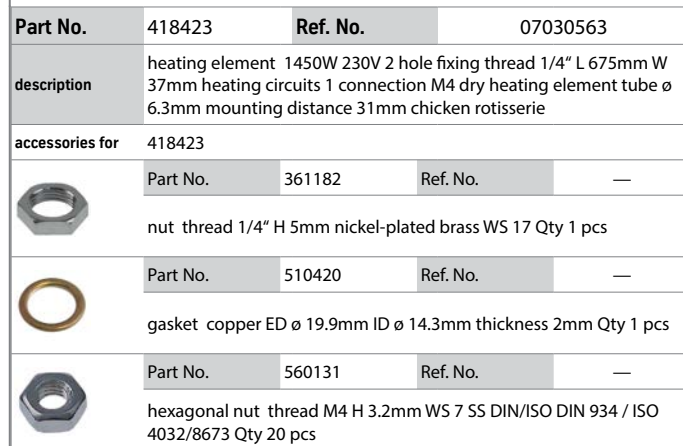 Part No. 418423 Ref. No. 07030563
description heating element 1450W 230V 2 hole fixing thread 1/4“ L 675mm W
37mm heating circuits 1 connection M4 dry heating element tube ø
6.3mm mounting distance 31mm chicken rotisserie
accessories for 418423
Part No. 361182 Ref. No. —
nut thread 1/4“ H 5mm nickel-plated brass WS 17 Qty 1 pcs
Part No. 510420 Ref. No. —
gasket copper ED ø 19.9mm ID ø 14.3mm thickness 2mm Qty 1 pcs
Part No. 560131 Ref. No. —
hexagonal nut thread M4 H 3.2mm WS 7 SS DIN/ISO DIN 934 / ISO
4032/8673 Qty 20 pcs